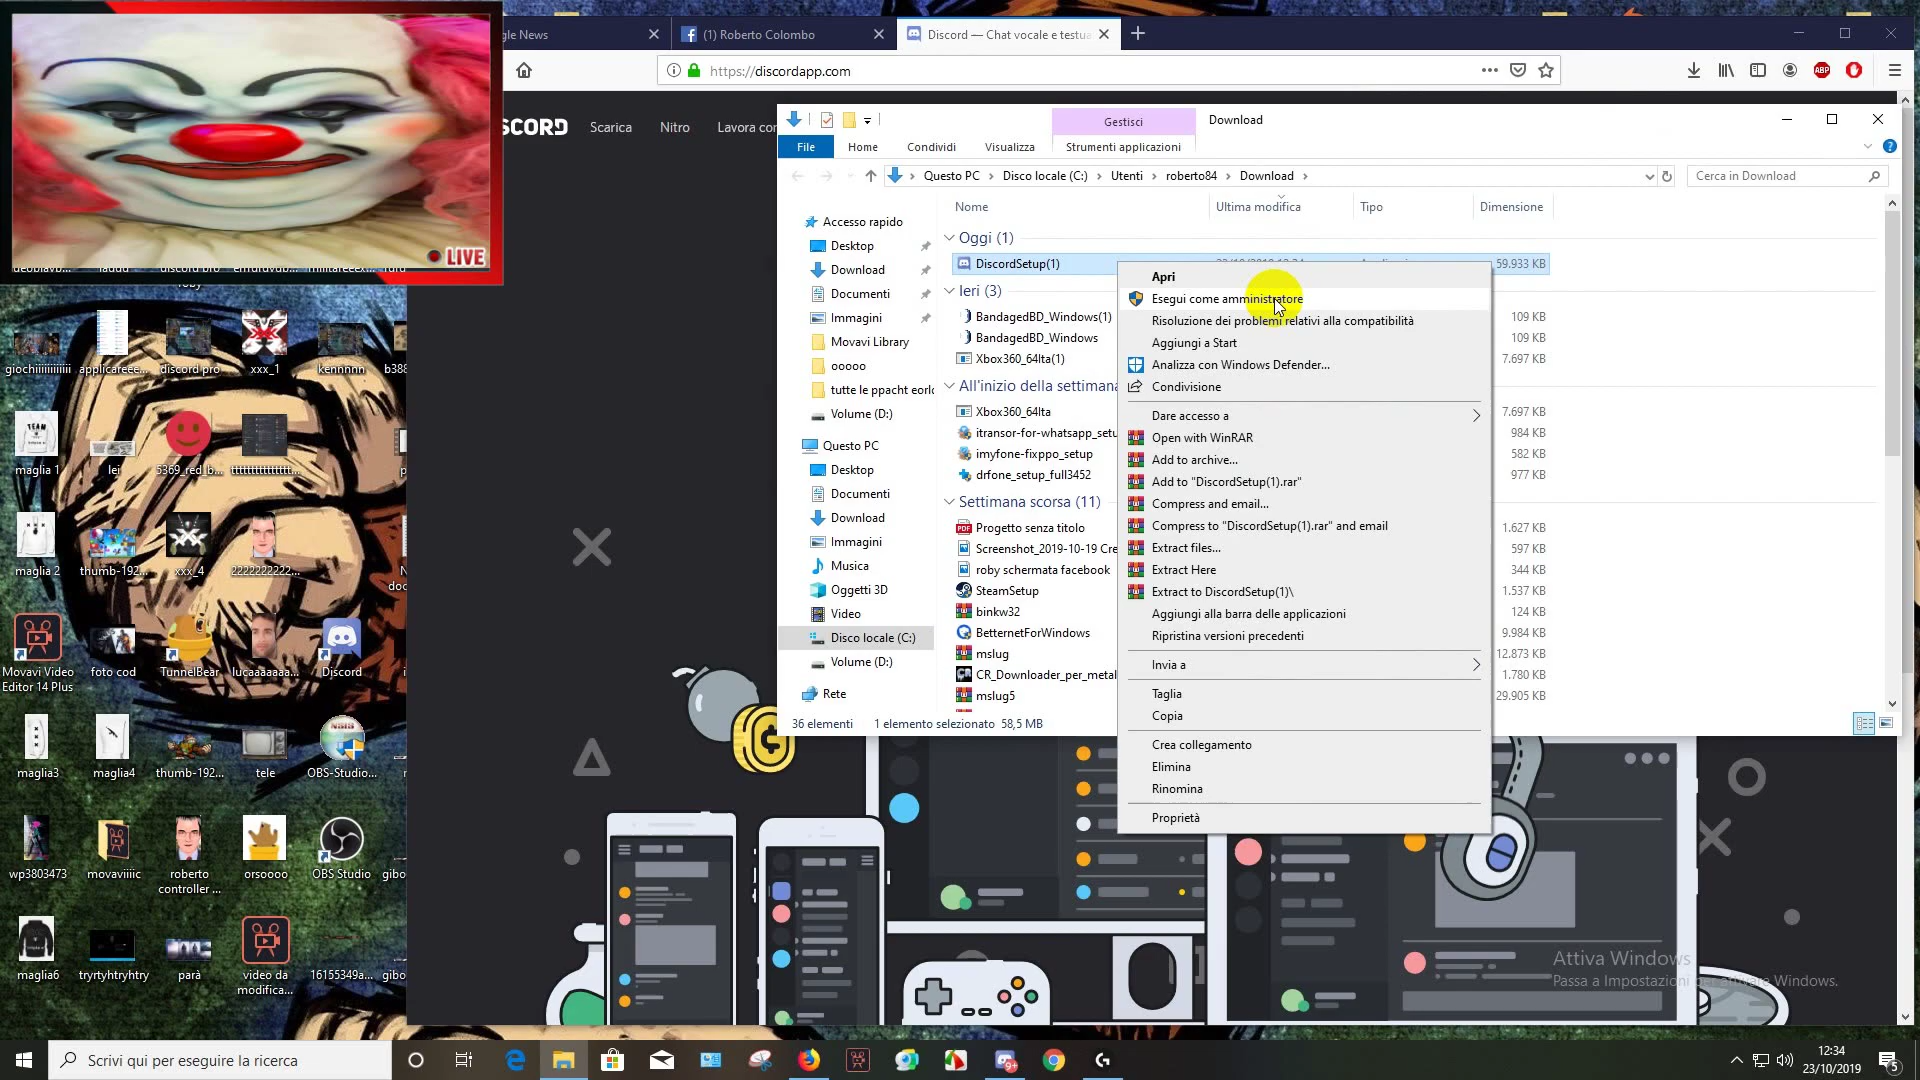 gle News
(1) Roberto Colombo
Discord — Chat vocale e testua
https://discordapp.com
SCORD
Scarica
Nitro
Lavora con
LIVE
Gestisci
Download
File
Home
Condividi
Visualizza
Strumenti applicazioni
Questo PC
Disco locale (C:)
Utenti
roberto84
Download
Cerca in Download
Nome
Ultima modifica
Tipo
Dimensione
Accesso rapido
Desktop
Download
Documenti
Immagini
Movavi Library
ooooo
tutte le ppacht eorlo
Volume (D:)
Questo PC
Desktop
Documenti
Download
Immagini
Musica
Oggetti 3D
Video
Disco locale (C:)
Volume (D:)
Rete
Oggi (1)
DiscordSetup(1)
59.933 KB
Ieri (3)
BandagedBD_Windows(1)
109 KB
BandagedBD_Windows
109 KB
Xbox360_64Ita(1)
7.697 KB
All'inizio della settimana
Xbox360_64Ita
7.697 KB
itransor-for-whatsapp_setu
984 KB
imyfone-fixppo_setup
582 KB
drfone_setup_full3452
977 KB
Settimana scorsa (11)
Progetto senza titolo
1.627 KB
Screenshot_2019-10-19 Cre
597 KB
roby schermata facebook
344 KB
SteamSetup
1.537 KB
binkw32
124 KB
BetternetForWindows
9.984 KB
mslug
12.873 KB
CR_Downloader_per_metal
1.780 KB
mslug5
29.905 KB
36 elementi
1 elemento selezionato 58,5 MB
Apri
Esegui come amministratore
Risoluzione dei problemi relativi alla compatibilità
Aggiungi a Start
Analizza con Windows Defender...
Condivisione
Dare accesso a
Open with WinRAR
Add to archive...
Add to "DiscordSetup(1).rar"
Compress and email...
Compress to "DiscordSetup(1).rar" and email
Extract files...
Extract Here
Extract to DiscordSetup(1)\
Aggiungi alla barra delle applicazioni
Ripristina versioni precedenti
Invia a
Taglia
Copia
Crea collegamento
Elimina
Rinomina
Proprietà
giochiiiiiiiiiiii
applicareee...
discord pro
xxx_1
kennnnn
b388
TEAM
maglia 1
lei
5369_red_b...
tttttttttttttttt...
maglia 2
thumb-192...
xxx_4
2222222222...
Movavi Video
Editor 14 Plus
foto cod
TunnelBear
lucaaaaaaa...
Discord
maglia3
maglia4
thumb-192...
tele
OBS-Studio...
wp3803473
movaviiiic
roberto
controller ...
orsoooo
OBS Studio
gibo
maglia6
tryrtyhtryhtry
parà
video da
modifica...
16155349a...
gibo
Attiva Windows
Passa a Impostazioni per attivare Windows.
Scrivi qui per eseguire la ricerca
12:34
23/10/2019
5